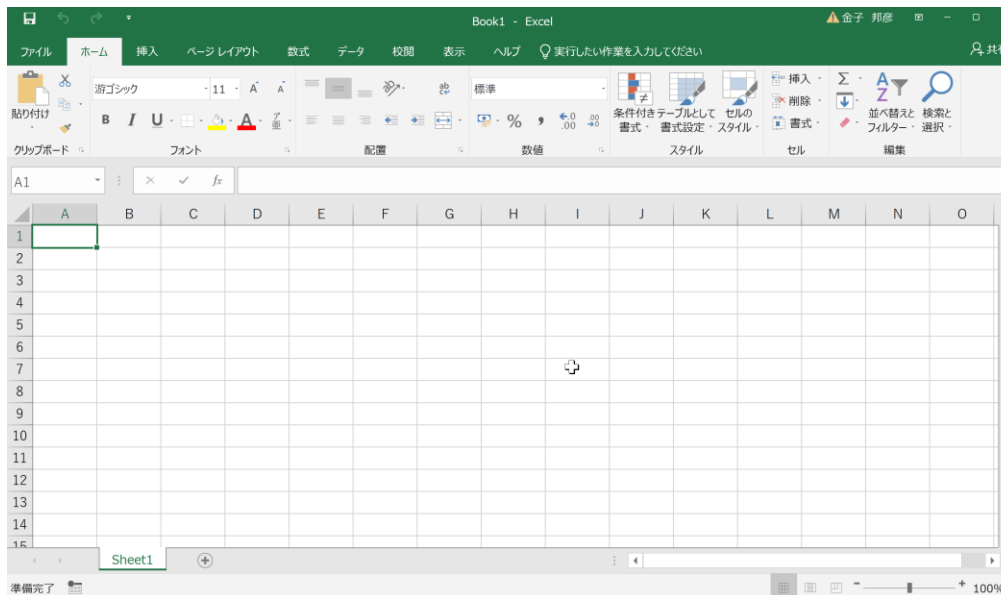 Book1 - Excel
金子 邦彦
ファイル ホーム 挿入 ページ レイアウト 数式 データ 校閲 表示 ヘルプ 実行したい作業を入力してください 共有
游ゴシック 11 A A ab 標準 挿入 Σ A Z
貼り付け 削除
B I U A % 書式
条件付き書式 テーブルとして書式設定 セルのスタイル 並べ替えとフィルター 検索と選択
クリップボード フォント 配置 数値 スタイル セル 編集
A1 fx
A B C D E F G H I J K L M N O
1
2
3
4
5
6
7
8
9
10
11
12
13
14
15
Sheet1
準備完了 100%